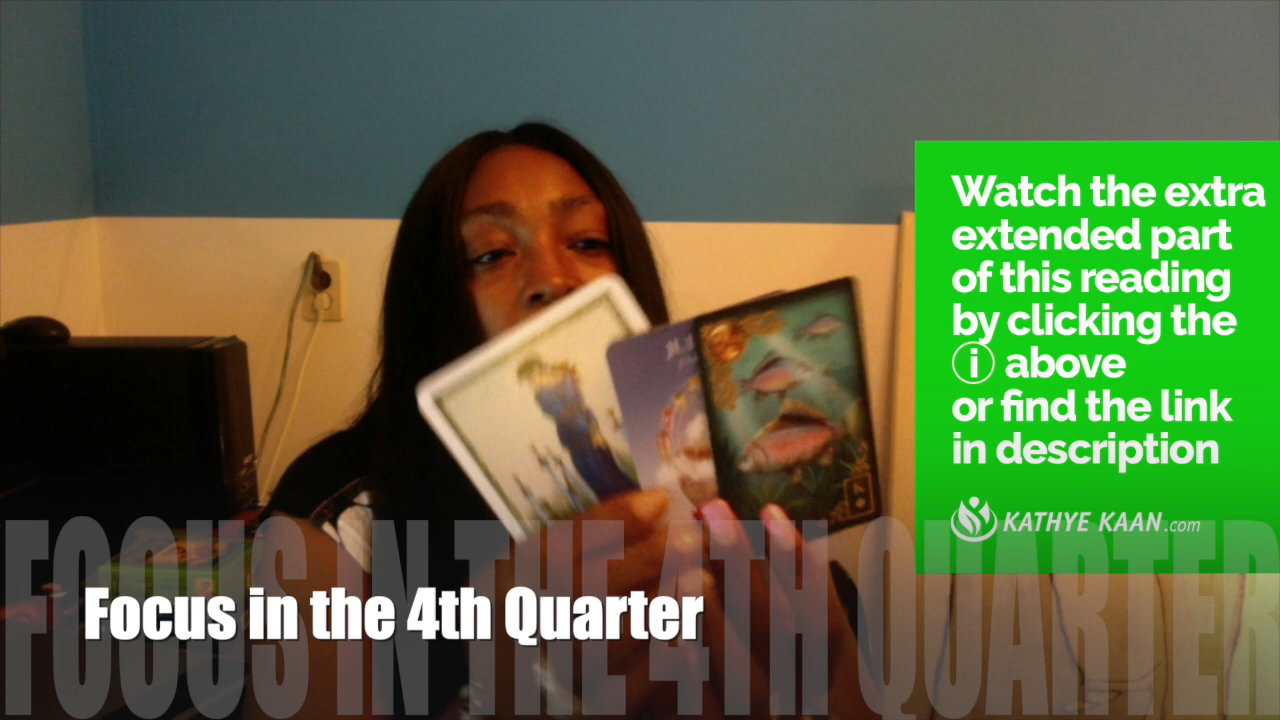 Watch the extra
extended part
of this reading
by clicking the
ⓘ above
or find the link
in description
KATHYE KAAN.com
FOCUS IN THE 4TH QUARTER
Focus in the 4th Quarter